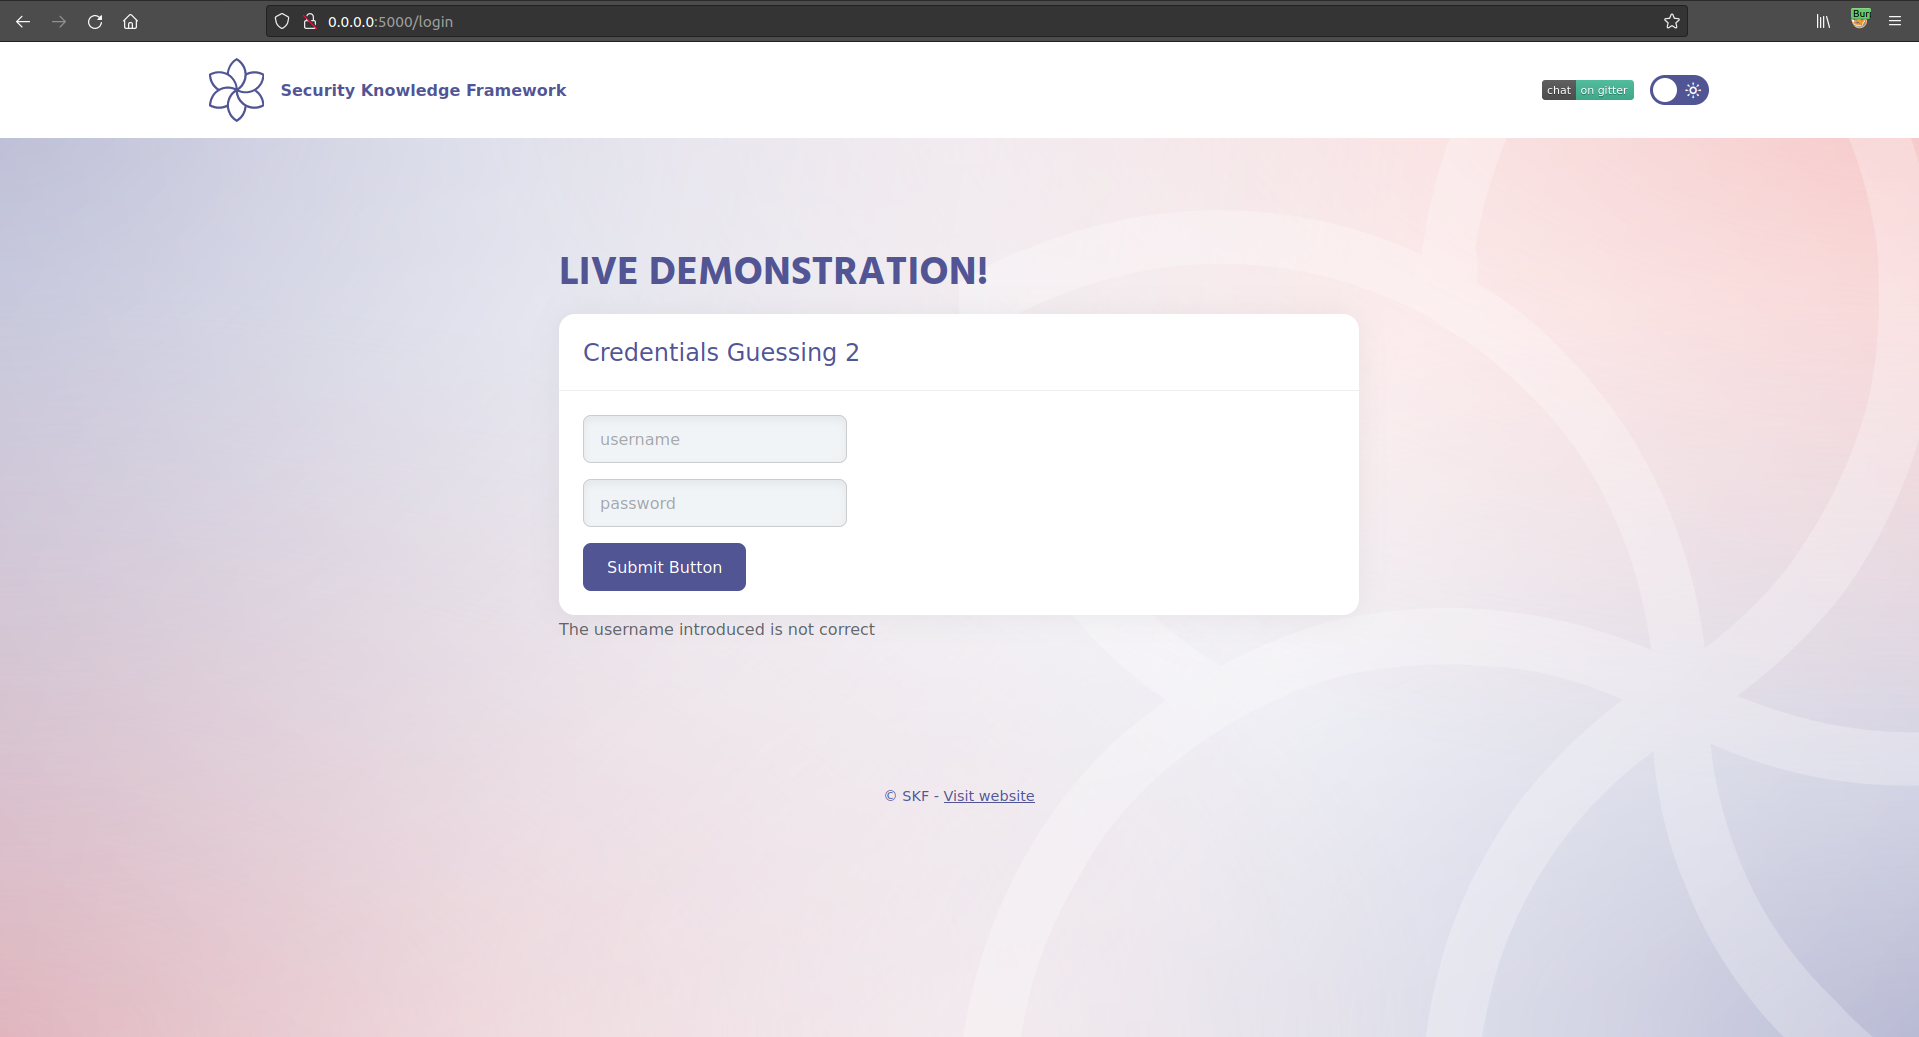 0.0.0.0:5000/login
Bur
Security Knowledge Framework
chat on gitter
LIVE DEMONSTRATION!
Credentials Guessing 2
username
password
Submit Button
The username introduced is not correct
© SKF - Visit website